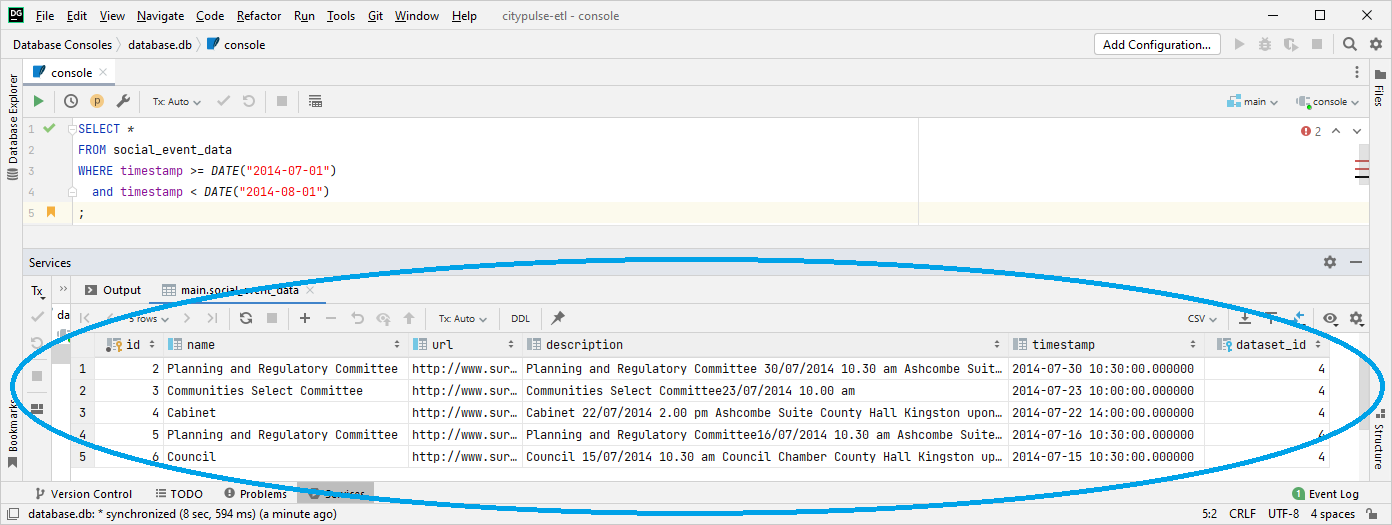 DG File Edit View Navigate Code Refactor Run Tools Git Window Help citypulse-etl - console
Database Consoles database.db console Add Configuration...
console
Tx: Auto main console
1 SELECT * 2
2 FROM social_event_data
3 WHERE timestamp >= DATE("2014-07-01")
4 and timestamp < DATE("2014-08-01")
5 ;
Database Explorer
Files
Services
Tx Output main.social_event_data
da 5 rows Tx: Auto DDL CSV
id name url description timestamp dataset_id
1 2 Planning and Regulatory Committee http://www.sur… Planning and Regulatory Committee 30/07/2014 10.30 am Ashcombe Suit… 2014-07-30 10:30:00.000000 4
2 3 Communities Select Committee http://www.sur… Communities Select Committee23/07/2014 10.00 am 2014-07-23 10:00:00.000000 4
3 4 Cabinet http://www.sur… Cabinet 22/07/2014 2.00 pm Ashcombe Suite County Hall Kingston upon… 2014-07-22 14:00:00.000000 4
4 5 Planning and Regulatory Committee http://www.sur… Planning and Regulatory Committee16/07/2014 10.30 am Ashcombe Suite… 2014-07-16 10:30:00.000000 4
5 6 Council http://www.sur… Council 15/07/2014 10.30 am Council Chamber County Hall Kingston up… 2014-07-15 10:30:00.000000 4
Bookmarks
Structure
Version Control TODO Problems Services 1 Event Log
database.db: * synchronized (8 sec, 594 ms) (a minute ago) 5:2 CRLF UTF-8 4 spaces